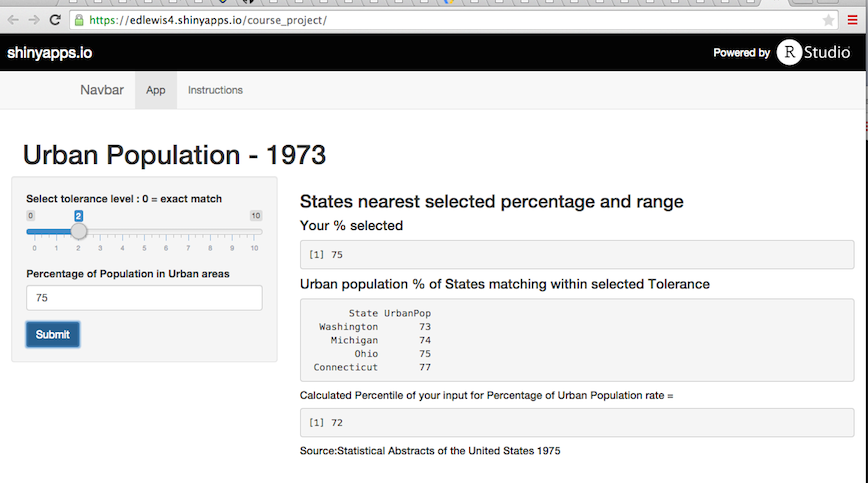 https://edlewis4.shinyapps.io/course_project/
shinyapps.io
Powered by R Studio
Navbar App Instructions
Urban Population - 1973
Select tolerance level : 0 = exact match
0 2 10
0 1 2 3 4 5 6 7 8 9 10
Percentage of Population in Urban areas
75
Submit
States nearest selected percentage and range
Your % selected
[1] 75
Urban population % of States matching within selected Tolerance
State UrbanPop
Washington 73
Michigan 74
Ohio 75
Connecticut 77
Calculated Percentile of your input for Percentage of Urban Population rate =
[1] 72
Source:Statistical Abstracts of the United States 1975